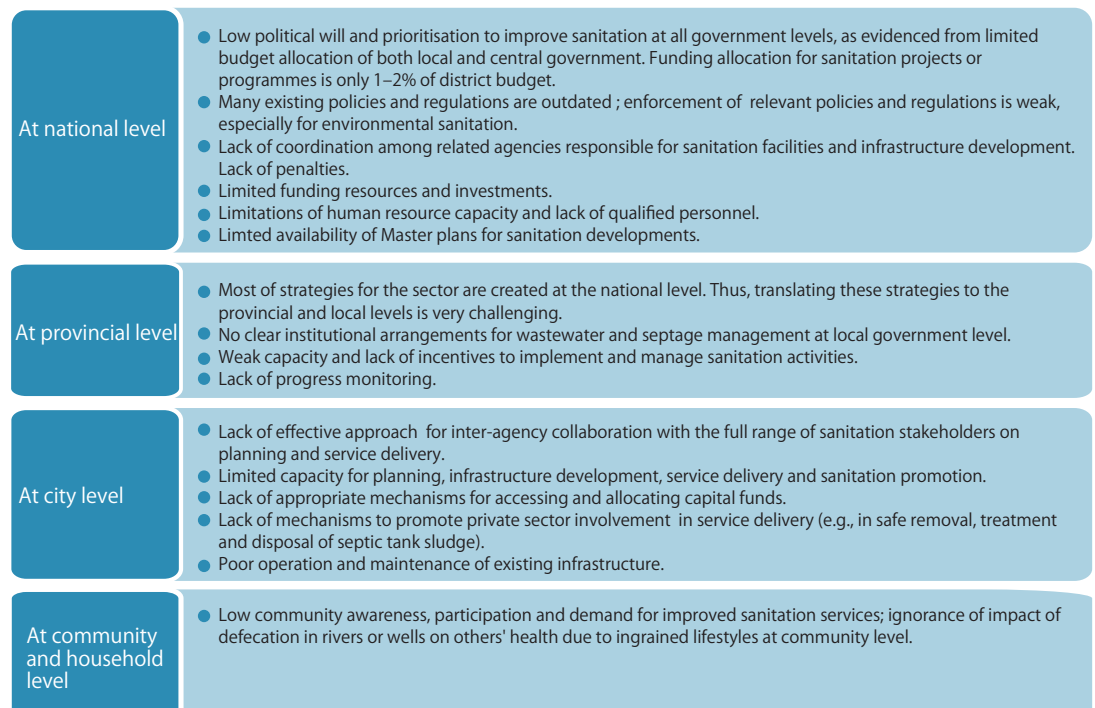 At national level
● Low political will and prioritisation to improve sanitation at all government levels, as evidenced from limited
budget allocation of both local and central government. Funding allocation for sanitation projects or
programmes is only 1–2% of district budget.
● Many existing policies and regulations are outdated ; enforcement of relevant policies and regulations is weak,
especially for environmental sanitation.
● Lack of coordination among related agencies responsible for sanitation facilities and infrastructure development.
Lack of penalties.
● Limited funding resources and investments.
● Limitations of human resource capacity and lack of qualified personnel.
● Limted availability of Master plans for sanitation developments.
At provincial level
● Most of strategies for the sector are created at the national level. Thus, translating these strategies to the
provincial and local levels is very challenging.
● No clear institutional arrangements for wastewater and septage management at local government level.
● Weak capacity and lack of incentives to implement and manage sanitation activities.
● Lack of progress monitoring.
At city level
● Lack of effective approach for inter-agency collaboration with the full range of sanitation stakeholders on
planning and service delivery.
● Limited capacity for planning, infrastructure development, service delivery and sanitation promotion.
● Lack of appropriate mechanisms for accessing and allocating capital funds.
● Lack of mechanisms to promote private sector involvement in service delivery (e.g., in safe removal, treatment
and disposal of septic tank sludge).
● Poor operation and maintenance of existing infrastructure.
At community
and household
level
● Low community awareness, participation and demand for improved sanitation services; ignorance of impact of
defecation in rivers or wells on others' health due to ingrained lifestyles at community level.